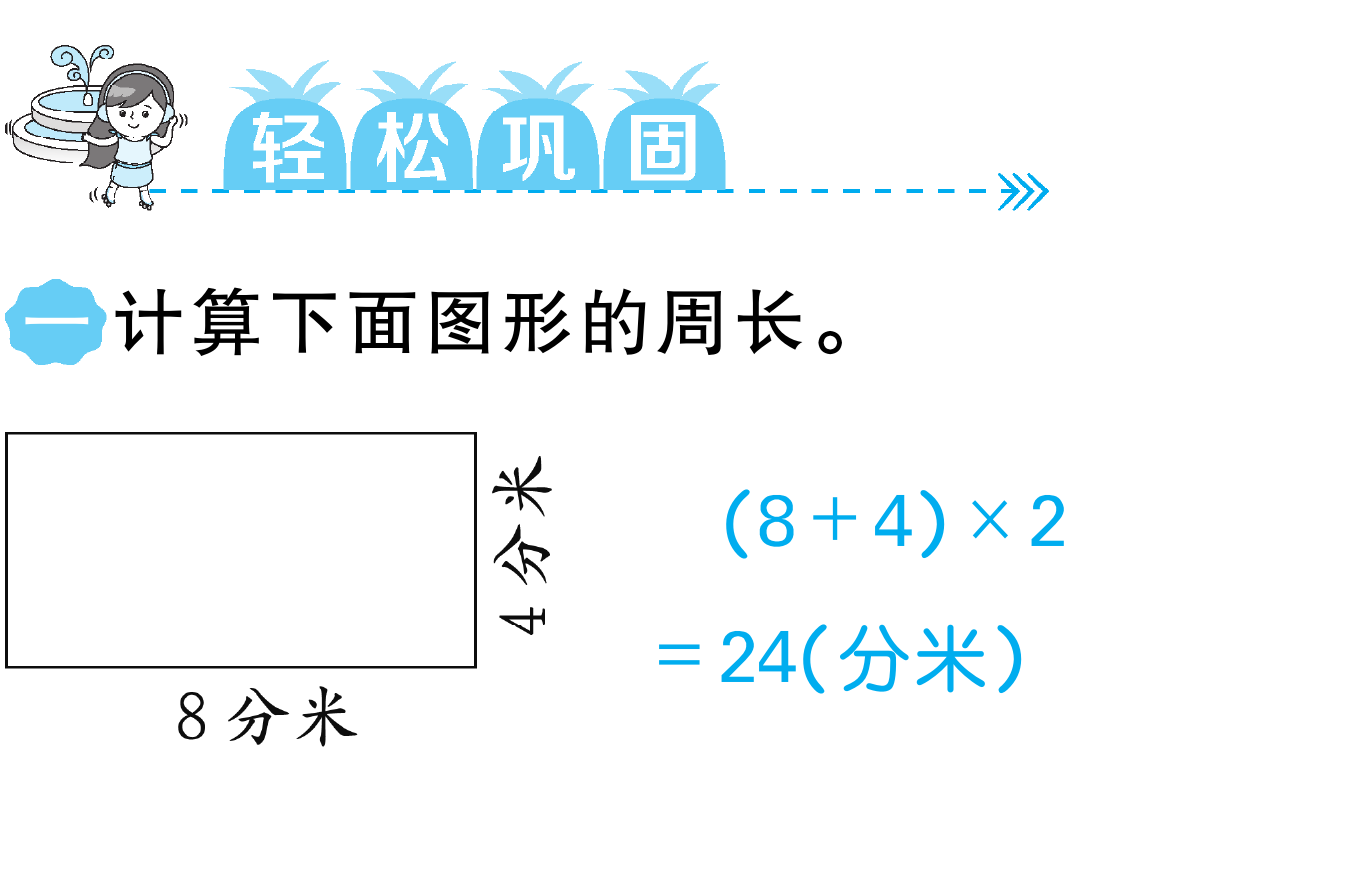 轻松巩固
一 计算下面图形的周长。
4分米
8分米
(8+4)×2
=24(分米)